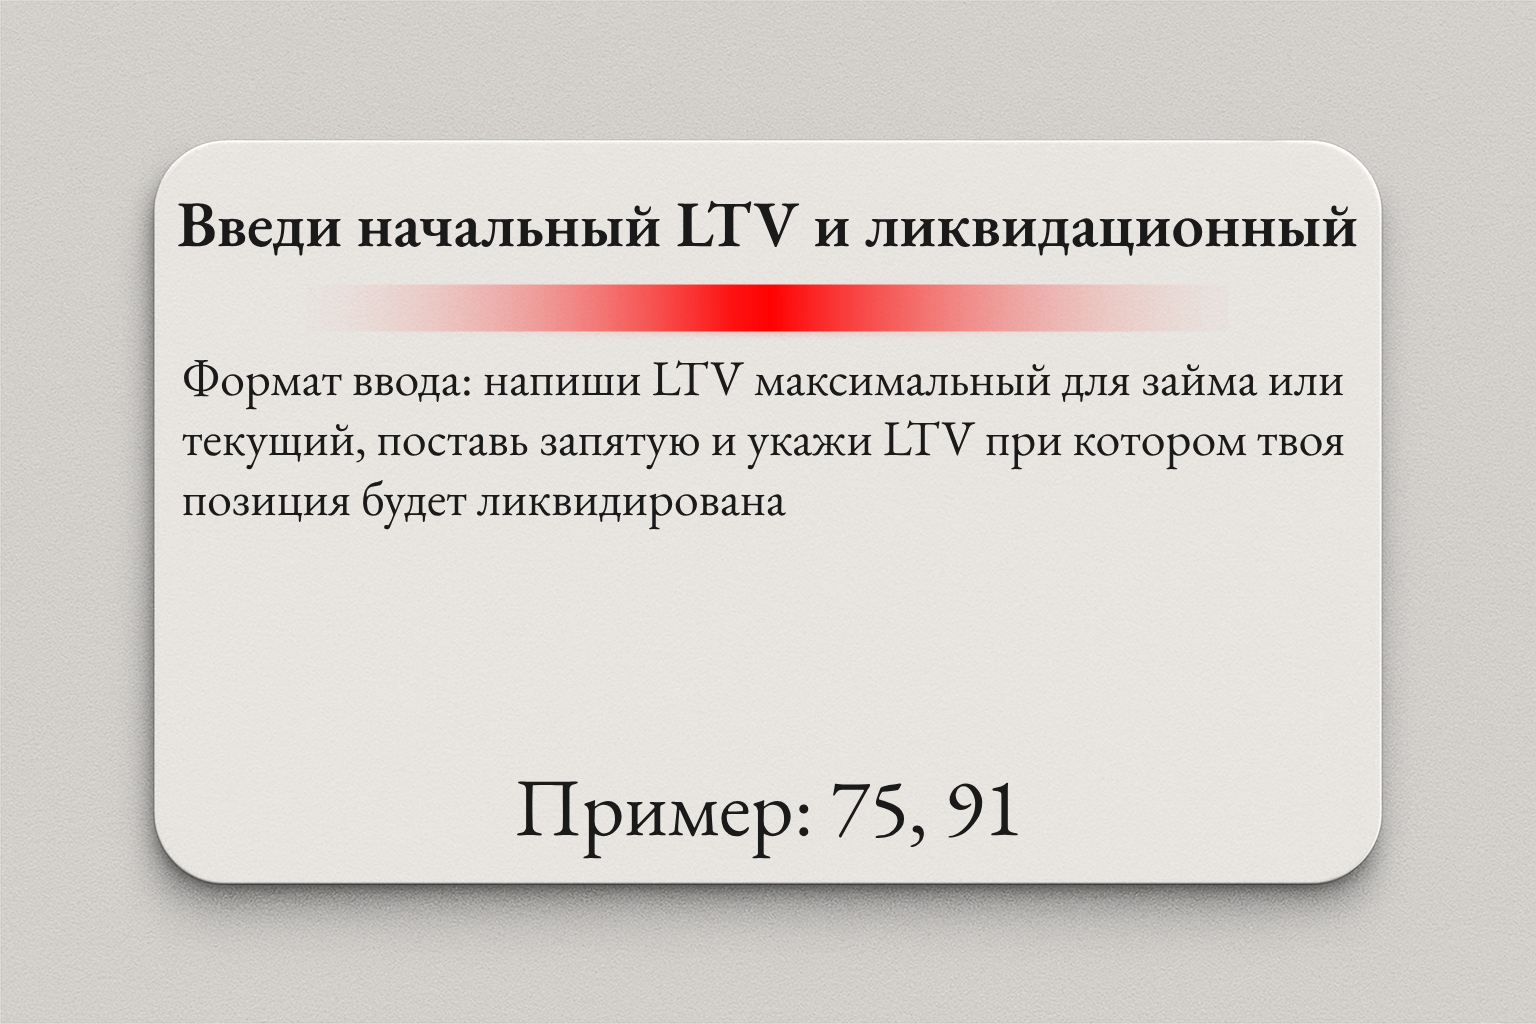 Введи начальный LTV и ликвидационный
Формат ввода: напиши LTV максимальный для займа или
текущий, поставь запятую и укажи LTV при котором твоя
позиция будет ликвидирована
Пример: 75, 91